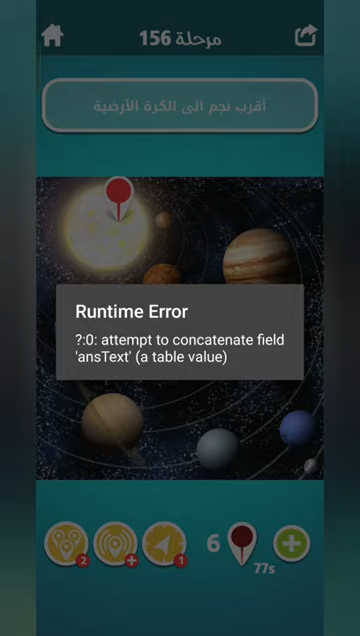 مرحلة 156
أقرب نجم الى الكرة الأرضية
Runtime Error
?:0: attempt to concatenate field
'ansText' (a table value)
2
1
6
77s